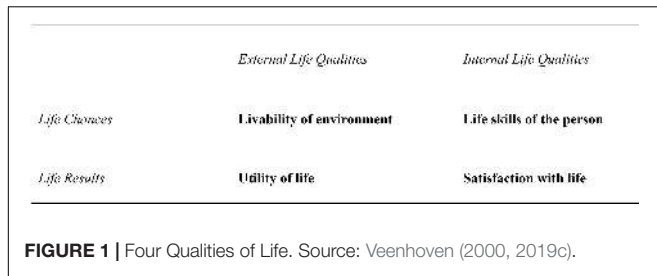 External Life Qualities Internal Life Qualities
Life Chances Livability of environment Life skills of the person
Life Results Utility of life Satisfaction with life
FIGURE 1 | Four Qualities of Life. Source: Veenhoven (2000, 2019c).